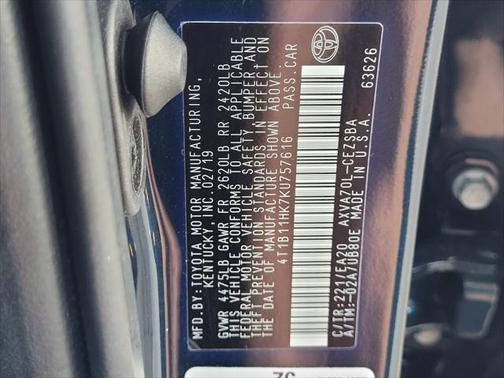 MFD.BY:TOYOTA MOTOR MANUFACTURING,
KENTUCKY, INC. 02/19
GVWR 4475LB GAWR FR 2620LB RR 2420LB
THIS VEHICLE CONFORMS TO ALL APPLICABLE
FEDERAL MOTOR VEHICLE SAFETY, BUMPER AND
THEFT PREVENTION STANDARDS IN EFFECT ON
THE DATE OF MANUFACTURE SHOWN ABOVE.
4T1B11HK7KU757616 PASS.CAR
C/TR:221/EA20 AXVA70L-CEZSBA
A/TM:-02A/UB80E MADE IN U.S.A. 63626